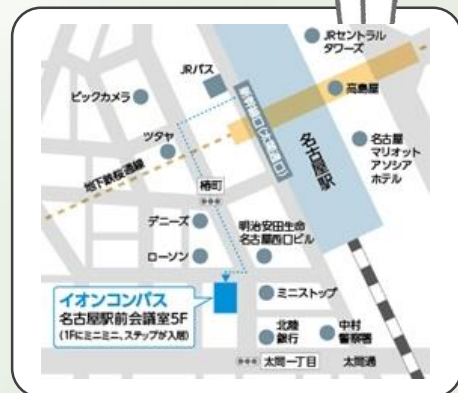 JRセントラル
タワーズ
JRバス
ビックカメラ
高島屋
新幹線口(太閤通口)
名古屋駅
ツタヤ
名古屋
マリオット
アソシア
ホテル
地下鉄桜通線
椿町
デニーズ
明治安田生命
名古屋西口ビル
ローソン
イオンコンパス
名古屋駅前会議室5F
(1Fにミニミニ、ステップが入居)
ミニストップ
北陸
銀行
中村
警察署
太閤一丁目
太閤通